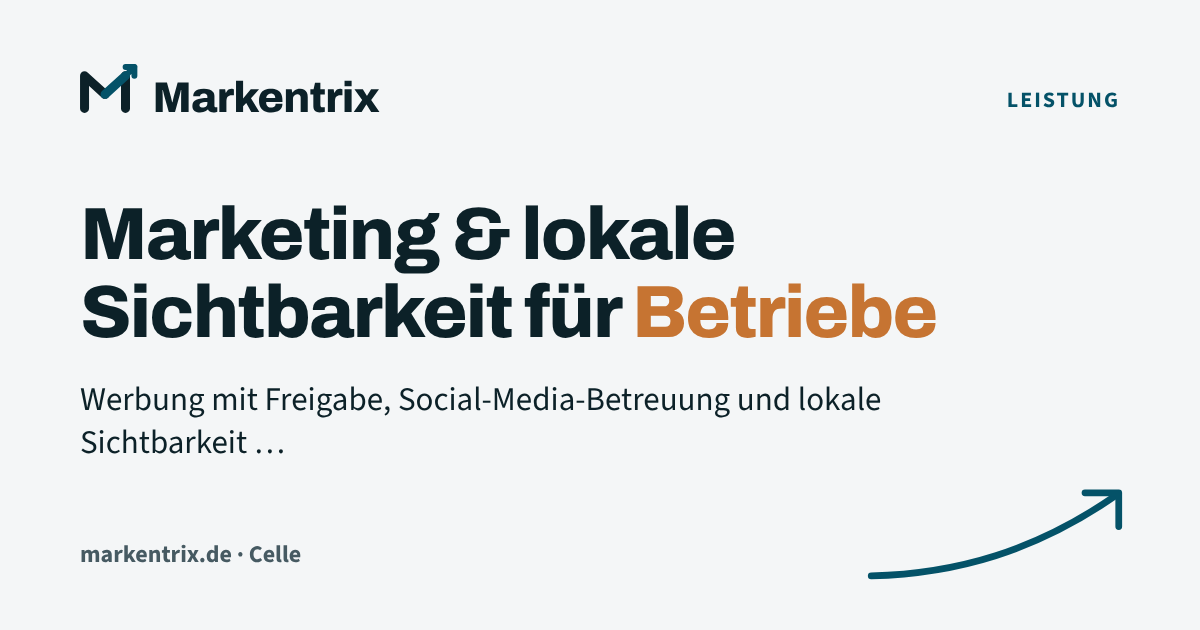 Markentrix
LEISTUNG
Marketing & lokale
Sichtbarkeit für Betriebe
Werbung mit Freigabe, Social-Media-Betreuung und lokale
Sichtbarkeit …
markentrix.de · Celle